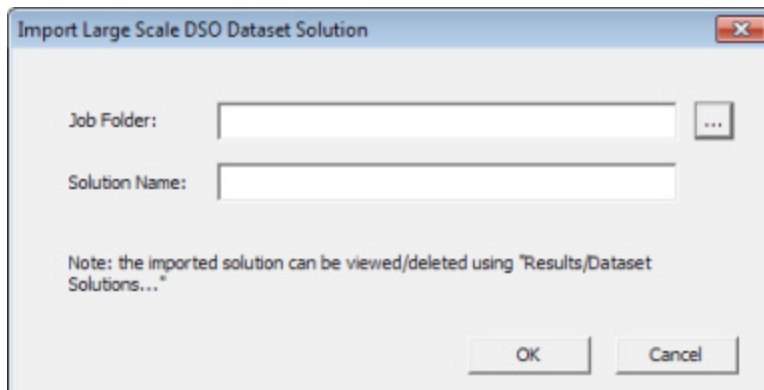 Import Large Scale DSO Dataset Solution
Job Folder:
...
Solution Name:
Note: the imported solution can be viewed/deleted using "Results/Dataset
Solutions..."
OK Cancel